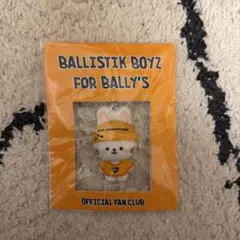 BALLISTIK BOYZ
FOR BALLY'S
OFFICIAL FAN CLUB